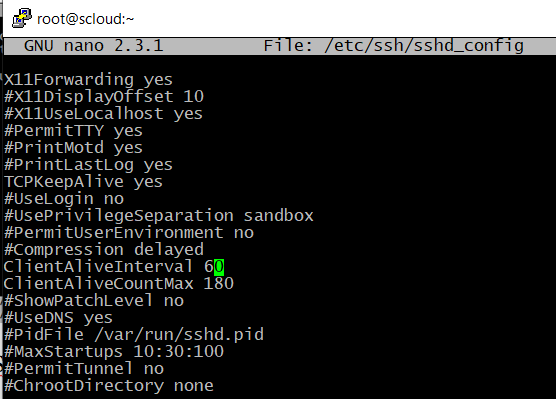 root@scloud:~
GNU nano 2.3.1 File: /etc/ssh/sshd_config
X11Forwarding yes
#X11DisplayOffset 10
#X11UseLocalhost yes
#PermitTTY yes
#PrintMotd yes
#PrintLastLog yes
TCPKeepAlive yes
#UseLogin no
#UsePrivilegeSeparation sandbox
#PermitUserEnvironment no
#Compression delayed
ClientAliveInterval 60
ClientAliveCountMax 180
#ShowPatchLevel no
#UseDNS yes
#PidFile /var/run/sshd.pid
#MaxStartups 10:30:100
#PermitTunnel no
#ChrootDirectory none